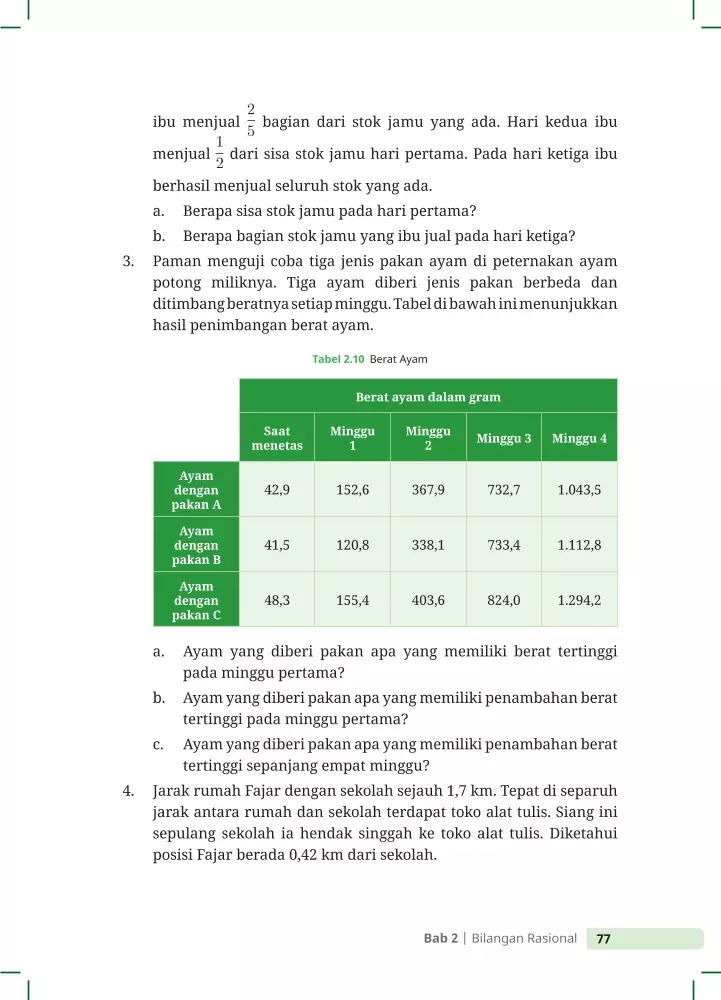 ibu menjual 2/5 bagian dari stok jamu yang ada. Hari kedua ibu
menjual 1/2 dari sisa stok jamu hari pertama. Pada hari ketiga ibu
berhasil menjual seluruh stok yang ada.
a. Berapa sisa stok jamu pada hari pertama?
b. Berapa bagian stok jamu yang ibu jual pada hari ketiga?
3. Paman menguji coba tiga jenis pakan ayam di peternakan ayam
potong miliknya. Tiga ayam diberi jenis pakan berbeda dan
ditimbang beratnya setiap minggu. Tabel di bawah ini menunjukkan
hasil penimbangan berat ayam.
Tabel 2.10 Berat Ayam
Berat ayam dalam gram
Saat menetas Minggu 1 Minggu 2 Minggu 3 Minggu 4
Ayam dengan pakan A 42,9 152,6 367,9 732,7 1.043,5
Ayam dengan pakan B 41,5 120,8 338,1 733,4 1.112,8
Ayam dengan pakan C 48,3 155,4 403,6 824,0 1.294,2
a. Ayam yang diberi pakan apa yang memiliki berat tertinggi
pada minggu pertama?
b. Ayam yang diberi pakan apa yang memiliki penambahan berat
tertinggi pada minggu pertama?
c. Ayam yang diberi pakan apa yang memiliki penambahan berat
tertinggi sepanjang empat minggu?
4. Jarak rumah Fajar dengan sekolah sejauh 1,7 km. Tepat di separuh
jarak antara rumah dan sekolah terdapat toko alat tulis. Siang ini
sepulang sekolah ia hendak singgah ke toko alat tulis. Diketahui
posisi Fajar berada 0,42 km dari sekolah.
Bab 2 | Bilangan Rasional 77